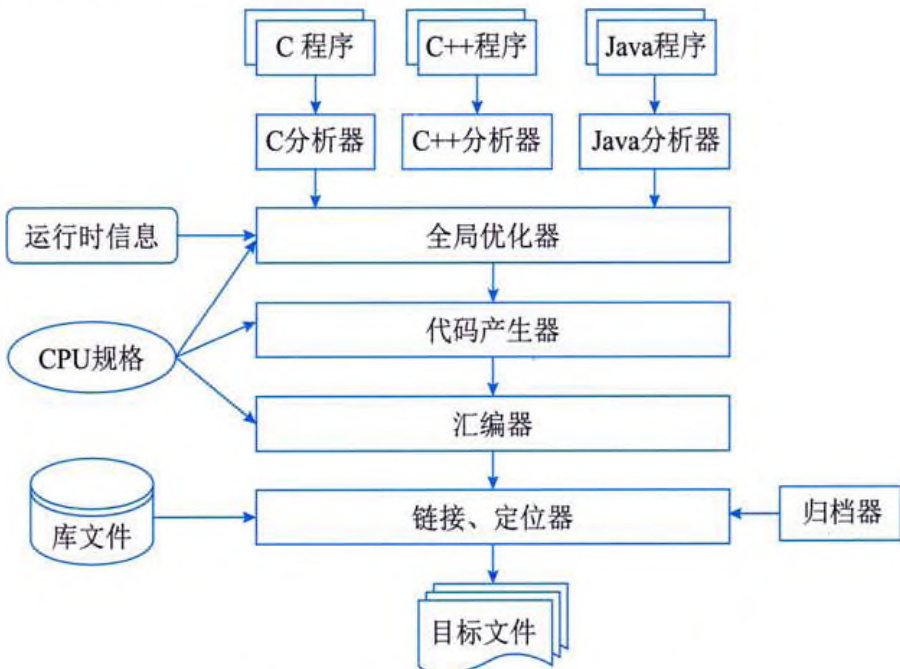 C 程序
C++程序
Java程序
C分析器
C++分析器
Java分析器
运行时信息
全局优化器
CPU规格
代码产生器
汇编器
库文件
链接、定位器
归档器
目标文件